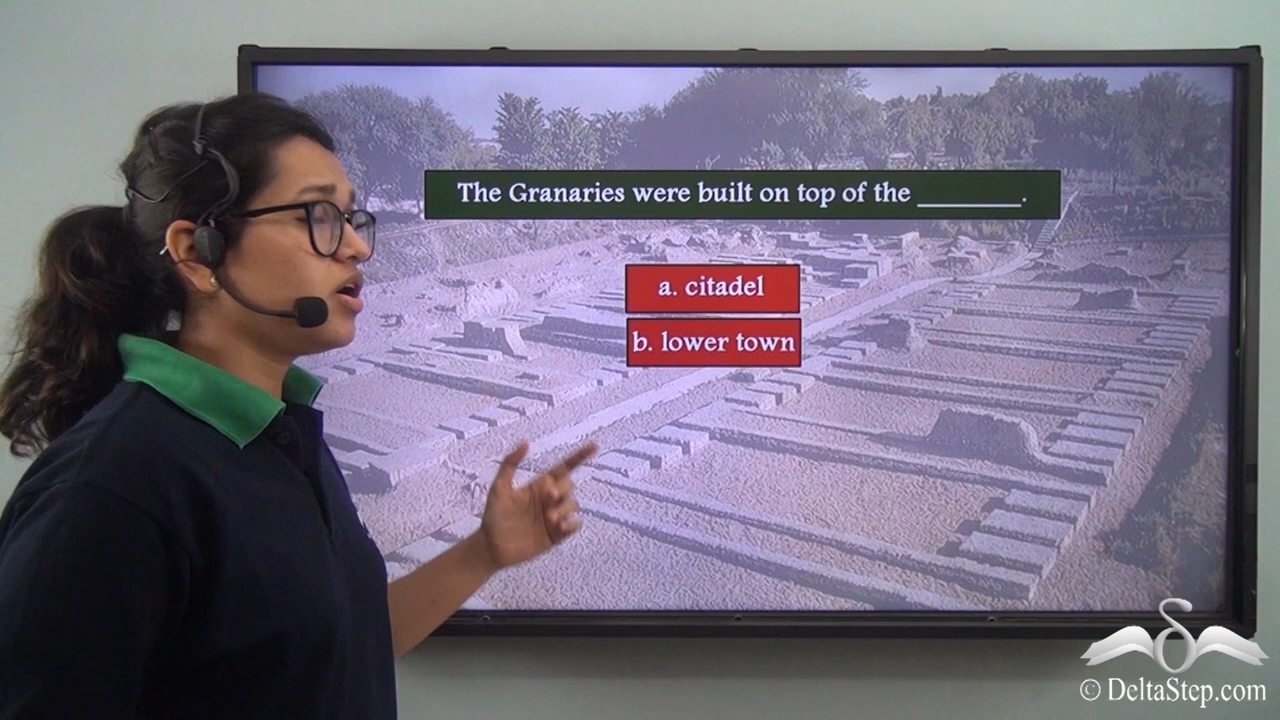 The Granaries were built on top of the ________.
a. citadel
b. lower town
© DeltaStep.com